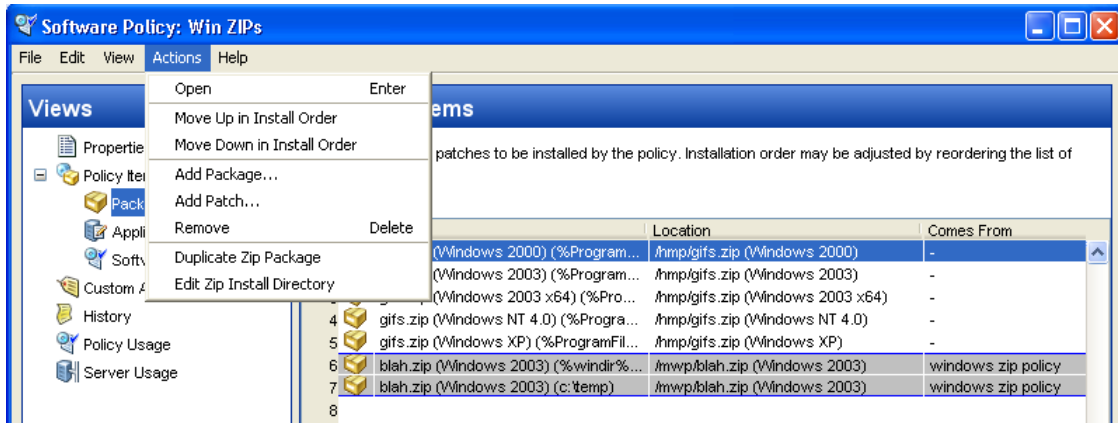 Software Policy: Win ZIPs
File Edit View Actions Help
Open Enter
Move Up in Install Order
Move Down in Install Order
Add Package...
Add Patch...
Remove Delete
Duplicate Zip Package
Edit Zip Install Directory
Views
Propertie
Policy Iter
Pack
Appli
Softv
Custom A
History
Policy Usage
Server Usage
ems
patches to be installed by the policy. Installation order may be adjusted by reordering the list of
Location Comes From
(Windows 2000) (%Program... /hmp/gifs.zip (Windows 2000) -
(Windows 2003) (%Program... /hmp/gifs.zip (Windows 2003) -
(Windows 2003 x64) (%Pro... /hmp/gifs.zip (Windows 2003 x64) -
4 gifs.zip (Windows NT 4.0) (%Progra... /hmp/gifs.zip (Windows NT 4.0) -
5 gifs.zip (Windows XP) (%ProgramFil... /hmp/gifs.zip (Windows XP) -
6 blah.zip (Windows 2003) (%windir%... /mwp/blah.zip (Windows 2003) windows zip policy
7 blah.zip (Windows 2003) (c:\temp) /mwp/blah.zip (Windows 2003) windows zip policy
8